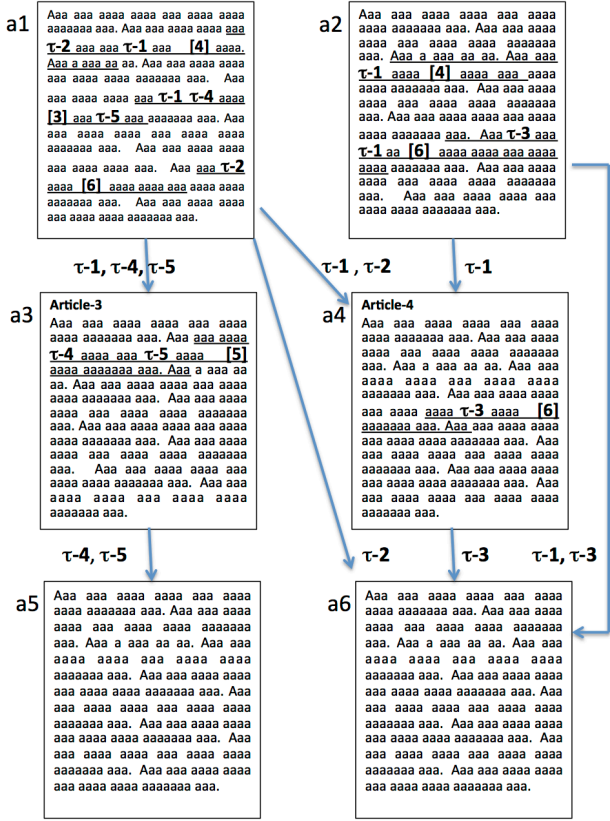 a1
Aaa aaa aaaa aaaa aaa aaaa
aaaaaaa aaa. Aaa aaa aaaa aaaa aaa
τ-2 aaa aaa τ-1 aaa [4] aaaa.
Aaa a aaa aa aa. Aaa aaa aaaa aaaa
aaa aaaa aaaa aaaaaaa aaa. Aaa
aaa aaaa aaaa aaa τ-1 τ-4 aaaa
[3] aaa τ-5 aaa aaaaaaa aaa. Aaa
aaa aaaa aaaa aaa aaaa aaaa
aaaaaaa aaa. Aaa aaa aaaa aaaa
aaa aaaa aaaa aaa. Aaa aaa τ-2
aaaa [6] aaaa aaaa aaa aaaa aaaa
aaaaaaa aaa. Aaa aaa aaaa aaaa
aaa aaaa aaaa aaaaaaa aaa.
a2
Aaa aaa aaaa aaaa aaa aaaa
aaaa aaaaaaa aaa. Aaa aaa aaaa
aaaa aaa aaaa aaaa aaaaaaa
aaa. Aaa a aaa aa aa. Aaaa aaa
τ-1 aaaa [4] aaaa aaa aaaa
aaaa aaaaaaa aaa. Aaa aaa aaaa
aaaa aaa aaaa aaaa aaaaaaa
aaa. Aaa aaa aaaa aaaa aaa aaaa
aaaa aaaaaaa aaa. Aaa τ-3 aaa
τ-1 aa [6] aaaa aaaa aaa aaaa
aaaa aaaaaaa aaa. Aaa aaa aaaa
aaaa aaa aaaa aaaa aaaaaaa
aaa. Aaa aaa aaaa aaaa aaa
aaaa aaaa aaaaaaa aaa.
τ-1, τ-4, τ-5
τ-1 , τ-2
τ-1
a3
Article-3
Aaa aaa aaaa aaaa aaa aaaa
aaaa aaaaaaa aaa. Aaa aaa aaaa
τ-4 aaaa aaa τ-5 aaaa [5]
aaaa aaaaaaa aaa. Aaa a aaa aa
aa. Aaa aaa aaaa aaaa aaa aaaa
aaaa aaaaaaa aaa. Aaa aaa aaaa
aaaa aaa aaaa aaaa aaaaaaa
aaa. Aaa aaa aaaa aaaa aaa aaaa
aaaa aaaaaaa aaa. Aaa aaa aaaa
aaaa aaa aaaa aaaa aaaaaaa
aaa. Aaa aaa aaaa aaaa aaa
aaaa aaaa aaaaaaa aaa. Aaa aaa
aaaa aaaa aaa aaaa aaaa
aaaaaaa aaa.
a4
Article-4
Aaa aaa aaaa aaaa aaa aaaa
aaaa aaaaaaa aaa. Aaa aaa aaaa
aaaa aaa aaaa aaaa aaaaaaa
aaa. Aaa a aaa aa aa. Aaa aaa
aaaa aaaa aaa aaaa aaaa
aaaaaaa aaa. Aaa aaa aaaa aaaa
aaa aaaa aaaa τ-3 aaaa [6]
aaaaaaa aaa. Aaa aaa aaaa aaaa
aaa aaaa aaaa aaaaaaa aaa. Aaa
aaa aaaa aaaa aaa aaaa aaaa
aaaaaaa aaa. Aaa aaa aaaa aaaa
aaa aaaa aaaa aaaaaaa aaa. Aaa
aaa aaaa aaaa aaa aaaa aaaa
aaaaaaa aaa.
τ-4, τ-5
τ-2
τ-3
τ-1, τ-3
a5
Aaa aaa aaaa aaaa aaa aaaa
aaaa aaaaaaa aaa. Aaa aaa aaaa
aaaa aaa aaaa aaaa aaaaaaa
aaa. Aaa a aaa aa aa. Aaa aaa
aaaa aaaa aaa aaaa aaaa
aaaaaaa aaa. Aaa aaa aaaa aaaa
aaa aaaa aaaa aaaaaaa aaa. Aaa
aaa aaaa aaaa aaa aaaa aaaa
aaaaaaa aaa. Aaa aaa aaaa aaaa
aaa aaaa aaaa aaaaaaa aaa. Aaa
aaa aaaa aaaa aaa aaaa aaaa
aaaaaaa aaa. Aaa aaa aaaa aaaa
aaa aaaa aaaa aaaaaaa aaa.
a6
Aaa aaa aaaa aaaa aaa aaaa
aaaa aaaaaaa aaa. Aaa aaa aaaa
aaaa aaa aaaa aaaa aaaaaaa
aaa. Aaa a aaa aa aa. Aaa aaa
aaaa aaaa aaa aaaa aaaa
aaaaaaa aaa. Aaa aaa aaaa aaaa
aaa aaaa aaaa aaaaaaa aaa. Aaa
aaa aaaa aaaa aaa aaaa aaaa
aaaaaaa aaa. Aaa aaa aaaa aaaa
aaa aaaa aaaa aaaaaaa aaa. Aaa
aaa aaaa aaaa aaa aaaa aaaa
aaaaaaa aaa. Aaa aaa aaaa aaaa
aaa aaaa aaaa aaaaaaa aaa.